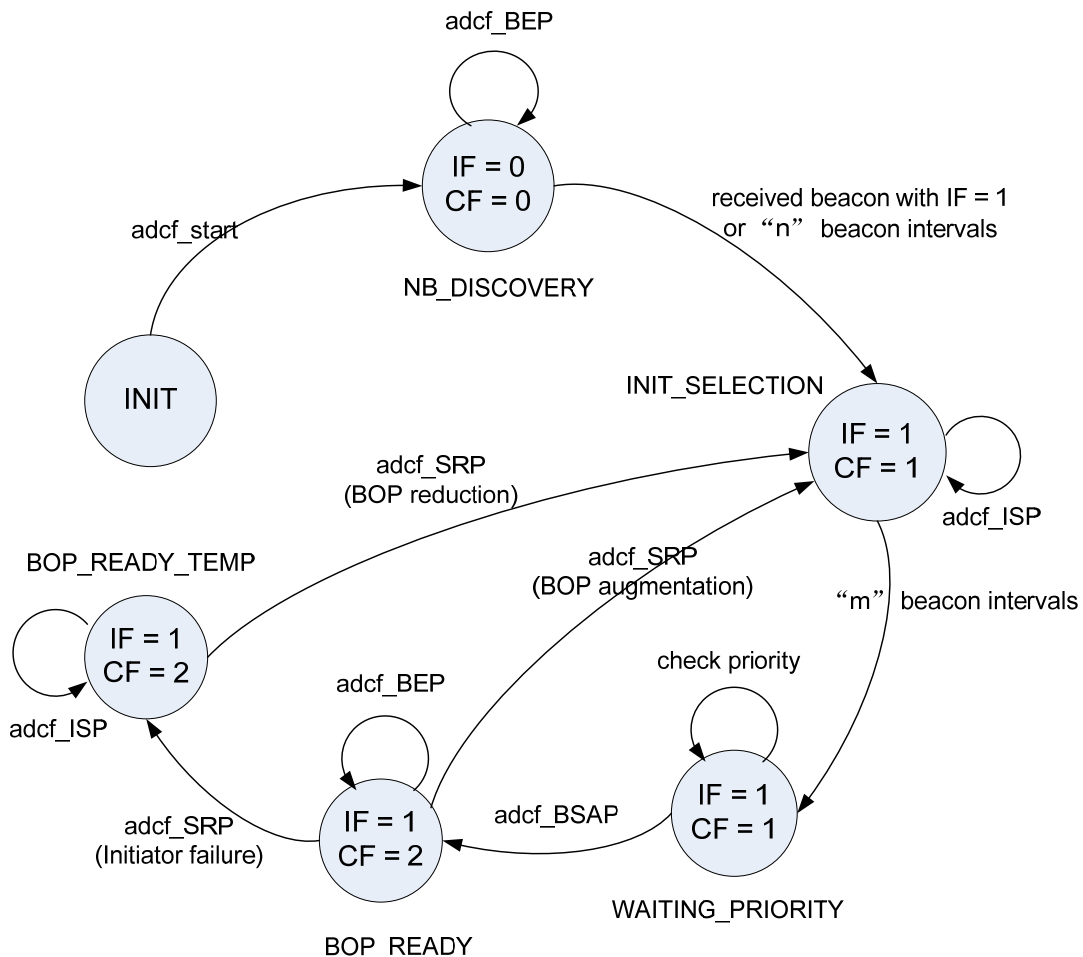 adcf_BEP
IF = 0
CF = 0
NB_DISCOVERY
adcf_start
INIT
received beacon with IF = 1
or “n” beacon intervals
INIT_SELECTION
IF = 1
CF = 1
adcf_ISP
adcf_SRP
(BOP reduction)
adcf_SRP
(BOP augmentation)
“m” beacon intervals
BOP_READY_TEMP
IF = 1
CF = 2
adcf_ISP
adcf_BEP
check priority
IF = 1
CF = 1
WAITING_PRIORITY
adcf_BSAP
adcf_SRP
(Initiator failure)
IF = 1
CF = 2
BOP_READY